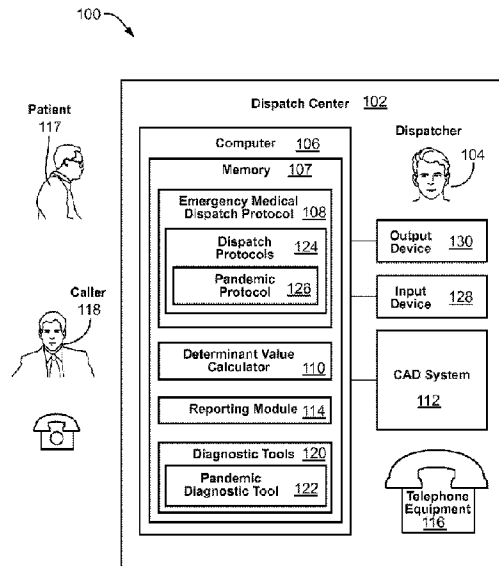 100
Dispatch Center 102
Patient
117
Computer 106
Memory 107
Dispatcher
104
Emergency Medical
Dispatch Protocol 108
Dispatch
Protocols 124
Pandemic
Protocol 126
Output
Device 130
Input
Device 128
Caller
118
Determinant Value
Calculator 110
CAD System
112
Reporting Module 114
Diagnostic Tools 120
Pandemic
Diagnostic Tool 122
Telephone
Equipment
116